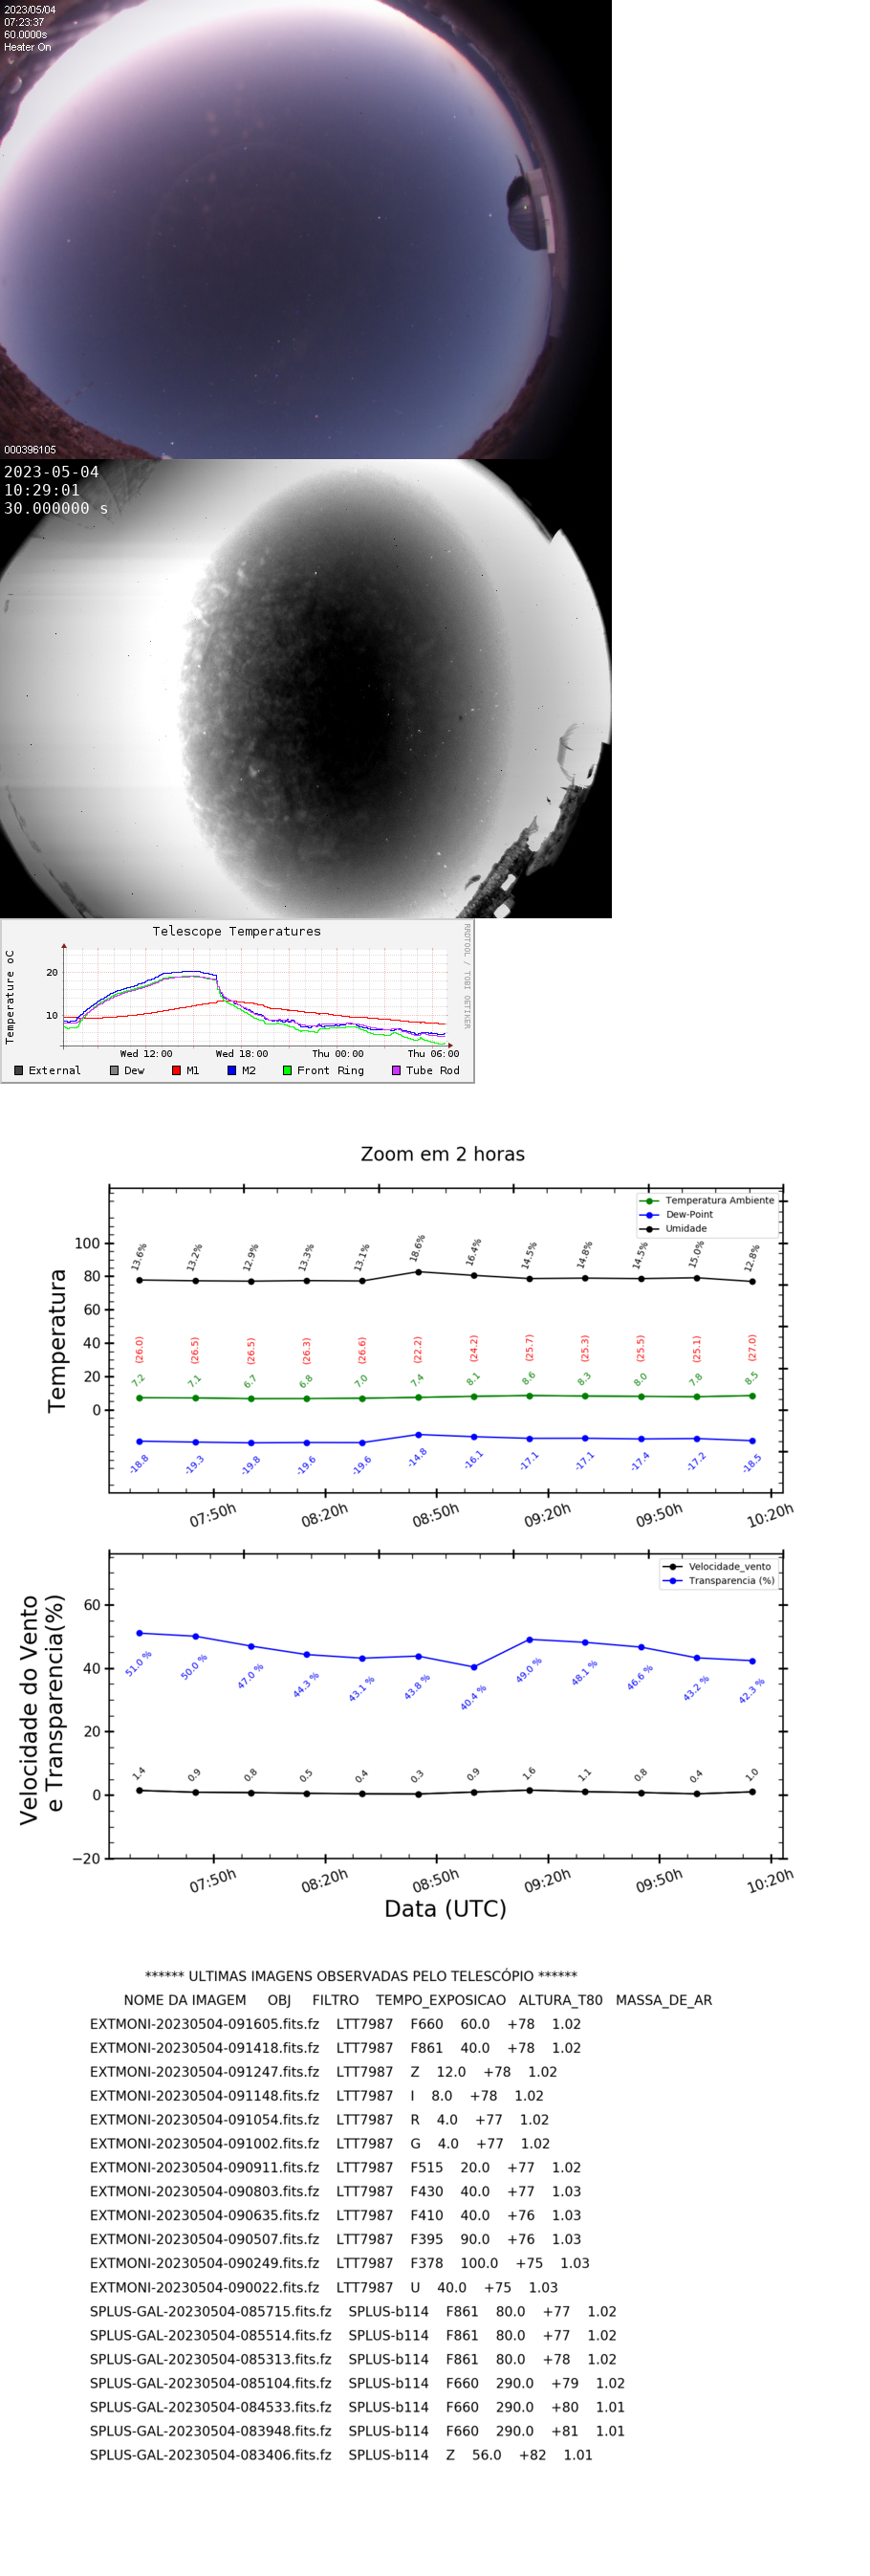 2023/05/04
07:23:37
60.0000s
Heater On
000396105
2023-05-04
10:29:01
30.000000 s
Telescope Temperatures
RRDTOOL / TOBI OETIKER
Temperature oC
20
10
Wed 12:00 Wed 18:00 Thu 00:00 Thu 06:00
External Dew M1 M2 Front Ring Tube Rod
Zoom em 2 horas
Temperatura
Temperatura Ambiente
Dew-Point
Umidade
100
80
60
40
20
0
13.6% 13.2% 12.9% 13.3% 13.1% 18.6% 16.4% 14.5% 14.8% 14.5% 15.0% 12.8%
(26.0) (26.5) (26.5) (26.3) (26.6) (22.2) (24.2) (25.7) (25.3) (25.5) (25.1) (27.0)
7.2 7.1 6.7 6.8 7.0 7.4 8.1 8.6 8.3 8.0 7.8 8.5
-18.8 -19.3 -19.8 -19.6 -19.6 -14.8 -16.1 -17.1 -17.1 -17.4 -17.2 -18.5
07:50h 08:20h 08:50h 09:20h 09:50h 10:20h
Velocidade do Vento
e Transparencia(%)
Velocidade_vento
Transparencia (%)
60
40
20
0
−20
51.0 % 50.0 % 47.0 % 44.3 % 43.1 % 43.8 % 40.4 % 49.0 % 48.1 % 46.6 % 43.2 % 42.3 %
1.4 0.9 0.8 0.5 0.4 0.3 0.9 1.6 1.1 0.8 0.4 1.0
07:50h 08:20h 08:50h 09:20h 09:50h 10:20h
Data (UTC)
****** ULTIMAS IMAGENS OBSERVADAS PELO TELESCÓPIO ******
NOME DA IMAGEM OBJ FILTRO TEMPO_EXPOSICAO ALTURA_T80 MASSA_DE_AR
EXTMONI-20230504-091605.fits.fz LTT7987 F660 60.0 +78 1.02
EXTMONI-20230504-091418.fits.fz LTT7987 F861 40.0 +78 1.02
EXTMONI-20230504-091247.fits.fz LTT7987 Z 12.0 +78 1.02
EXTMONI-20230504-091148.fits.fz LTT7987 I 8.0 +78 1.02
EXTMONI-20230504-091054.fits.fz LTT7987 R 4.0 +77 1.02
EXTMONI-20230504-091002.fits.fz LTT7987 G 4.0 +77 1.02
EXTMONI-20230504-090911.fits.fz LTT7987 F515 20.0 +77 1.02
EXTMONI-20230504-090803.fits.fz LTT7987 F430 40.0 +77 1.03
EXTMONI-20230504-090635.fits.fz LTT7987 F410 40.0 +76 1.03
EXTMONI-20230504-090507.fits.fz LTT7987 F395 90.0 +76 1.03
EXTMONI-20230504-090249.fits.fz LTT7987 F378 100.0 +75 1.03
EXTMONI-20230504-090022.fits.fz LTT7987 U 40.0 +75 1.03
SPLUS-GAL-20230504-085715.fits.fz SPLUS-b114 F861 80.0 +77 1.02
SPLUS-GAL-20230504-085514.fits.fz SPLUS-b114 F861 80.0 +77 1.02
SPLUS-GAL-20230504-085313.fits.fz SPLUS-b114 F861 80.0 +78 1.02
SPLUS-GAL-20230504-085104.fits.fz SPLUS-b114 F660 290.0 +79 1.02
SPLUS-GAL-20230504-084533.fits.fz SPLUS-b114 F660 290.0 +80 1.01
SPLUS-GAL-20230504-083948.fits.fz SPLUS-b114 F660 290.0 +81 1.01
SPLUS-GAL-20230504-083406.fits.fz SPLUS-b114 Z 56.0 +82 1.01